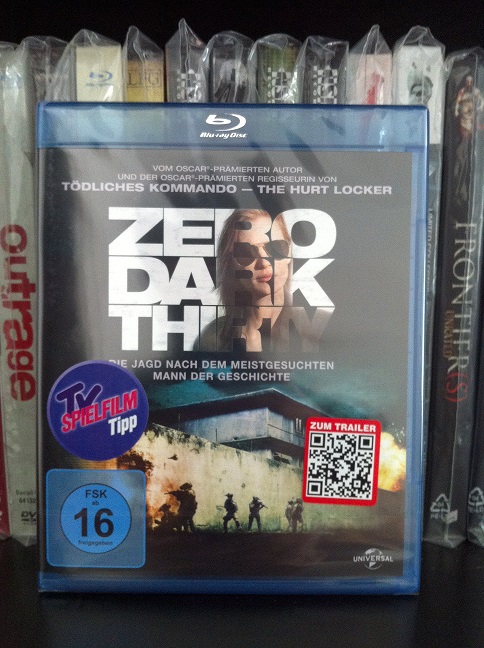 Blu-ray Disc
VOM OSCAR®-PRÄMIERTEN AUTOR
UND DER OSCAR®-PRÄMIERTEN REGISSEURIN VON
TÖDLICHES KOMMANDO – THE HURT LOCKER
ZERO
DARK
THIRTY
DIE JAGD NACH DEM MEISTGESUCHTEN
MANN DER GESCHICHTE
TV
SPIELFILM
Tipp
ZUM TRAILER
FSK
ab
16
freigegeben
UNIVERSAL
outrage
FRONTIER(S)
UNRATED